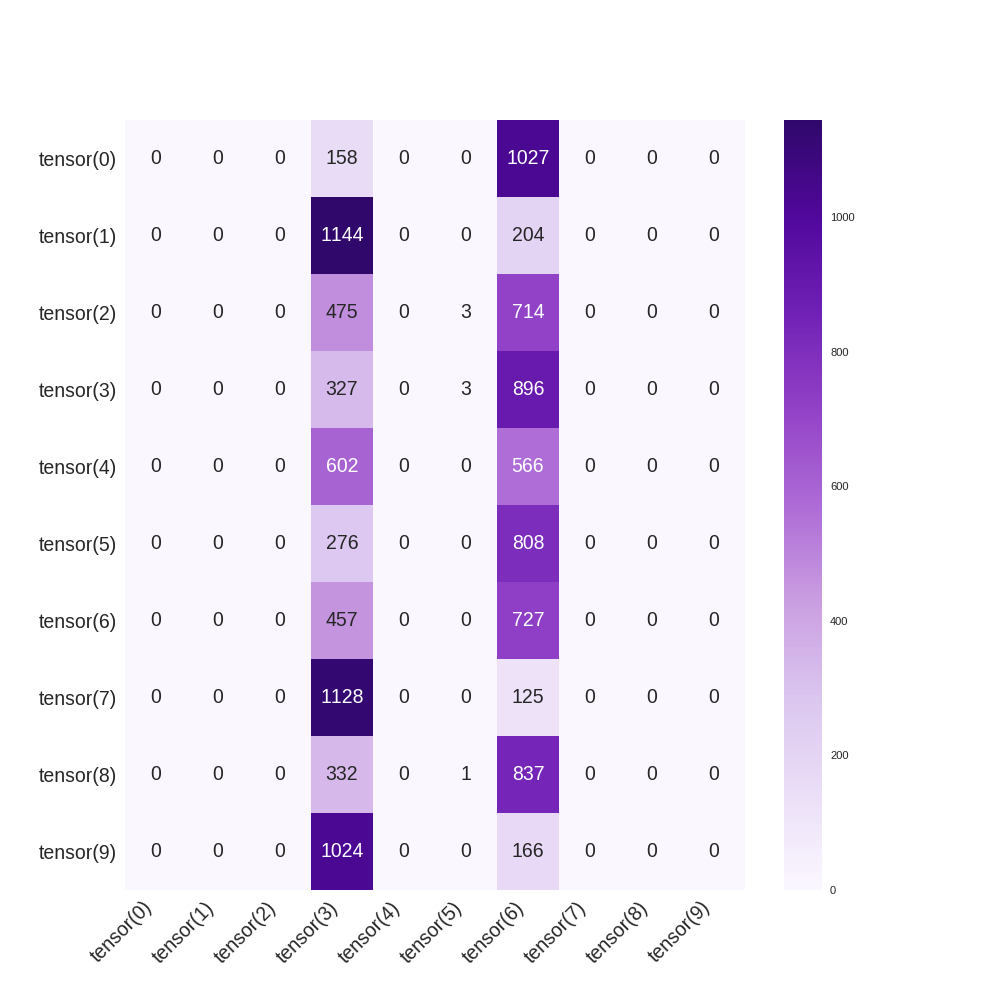 tensor(0) 0 0 0 158 0 0 1027 0 0 0
tensor(1) 0 0 0 1144 0 0 204 0 0 0
tensor(2) 0 0 0 475 0 3 714 0 0 0
tensor(3) 0 0 0 327 0 3 896 0 0 0
tensor(4) 0 0 0 602 0 0 566 0 0 0
tensor(5) 0 0 0 276 0 0 808 0 0 0
tensor(6) 0 0 0 457 0 0 727 0 0 0
tensor(7) 0 0 0 1128 0 0 125 0 0 0
tensor(8) 0 0 0 332 0 1 837 0 0 0
tensor(9) 0 0 0 1024 0 0 166 0 0 0
tensor(0) tensor(1) tensor(2) tensor(3) tensor(4) tensor(5) tensor(6) tensor(7) tensor(8) tensor(9)
1000
800
600
400
200
0